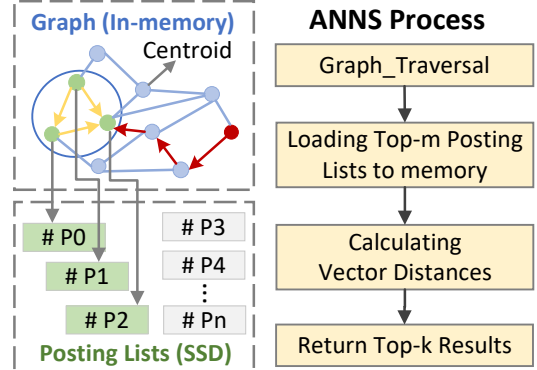 Graph (In-memory)
Centroid
# P0
# P1
# P2
# P3
# P4
# Pn
Posting Lists (SSD)
ANNS Process
Graph_Traversal
Loading Top-m Posting
Lists to memory
Calculating
Vector Distances
Return Top-k Results